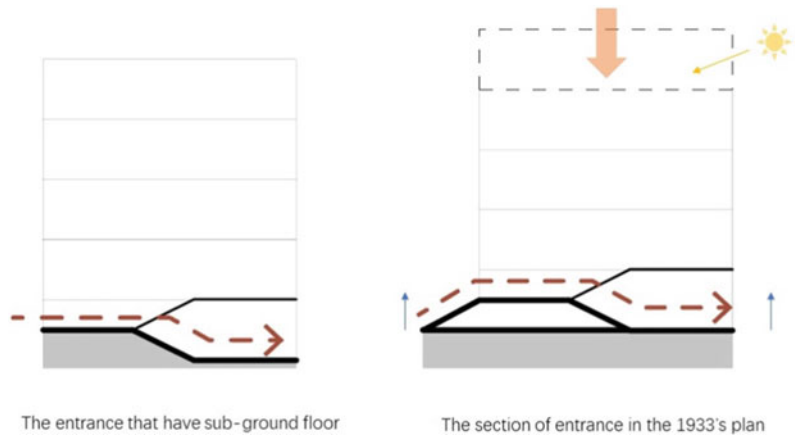 The entrance that have sub-ground floor
The section of entrance in the 1933's plan